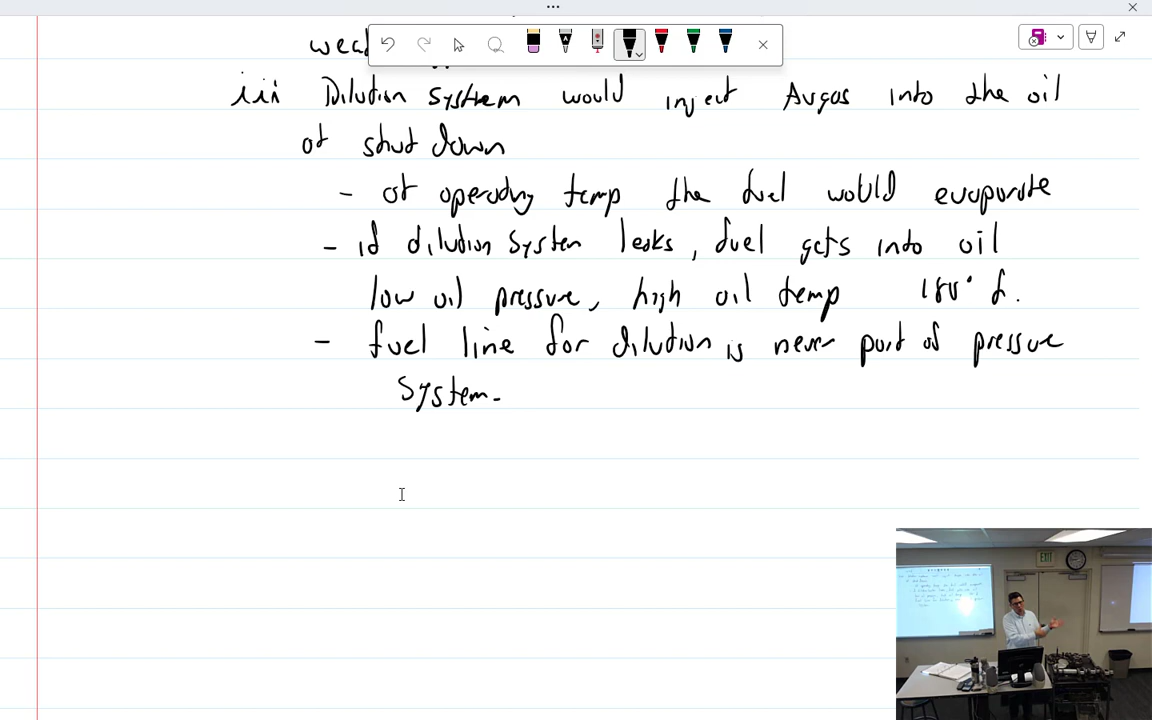 iii Dilution system would inject Avgas into the oil
at shut down
- at operating temp the fuel would evaporate
- if dilution system leaks, fuel gets into oil
low oil pressure, high oil temp 180° f.
- fuel line for dilution is never part of pressure
system.
EXIT